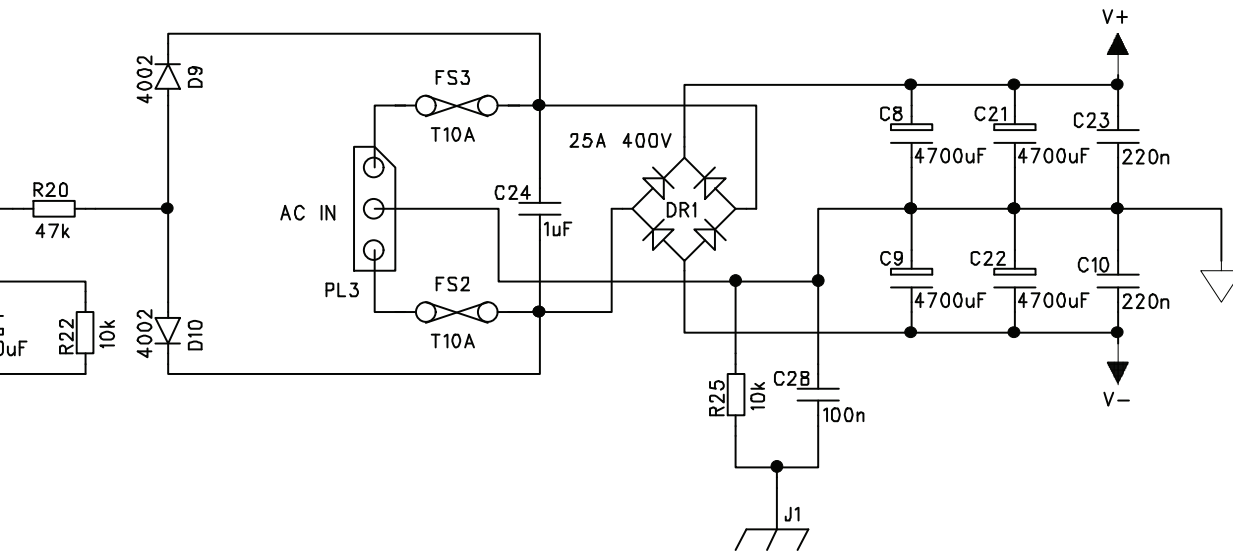 V+
4002
D9
FS3
T10A
25A 400V
C8
4700uF
C21
4700uF
C23
220n
R20
47k
AC IN
C24
1uF
DR1
PL3
FS2
T10A
C9
4700uF
C22
4700uF
C10
220n
R22
10k
4002
D10
V-
R25
10k
C28
100n
J1